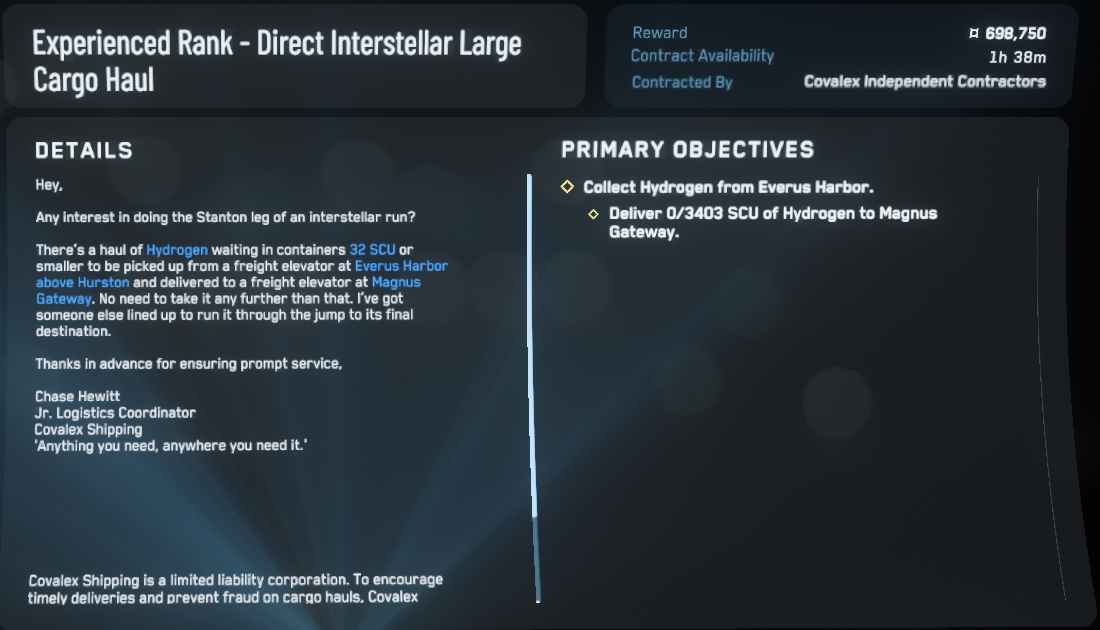 Experienced Rank - Direct Interstellar Large
Cargo Haul
Reward
¤ 698,750
Contract Availability
1h 38m
Contracted By
Covalex Independent Contractors
DETAILS
Hey,
Any interest in doing the Stanton leg of an interstellar run?
There's a haul of Hydrogen waiting in containers 32 SCU or
smaller to be picked up from a freight elevator at Everus Harbor
above Hurston and delivered to a freight elevator at Magnus
Gateway. No need to take it any further than that. I've got
someone else lined up to run it through the jump to its final
destination.
Thanks in advance for ensuring prompt service,
Chase Hewitt
Jr. Logistics Coordinator
Covalex Shipping
'Anything you need, anywhere you need it.'
Covalex Shipping is a limited liability corporation. To encourage
timely deliveries and prevent fraud on cargo hauls, Covalex
PRIMARY OBJECTIVES
Collect Hydrogen from Everus Harbor.
Deliver 0/3403 SCU of Hydrogen to Magnus
Gateway.